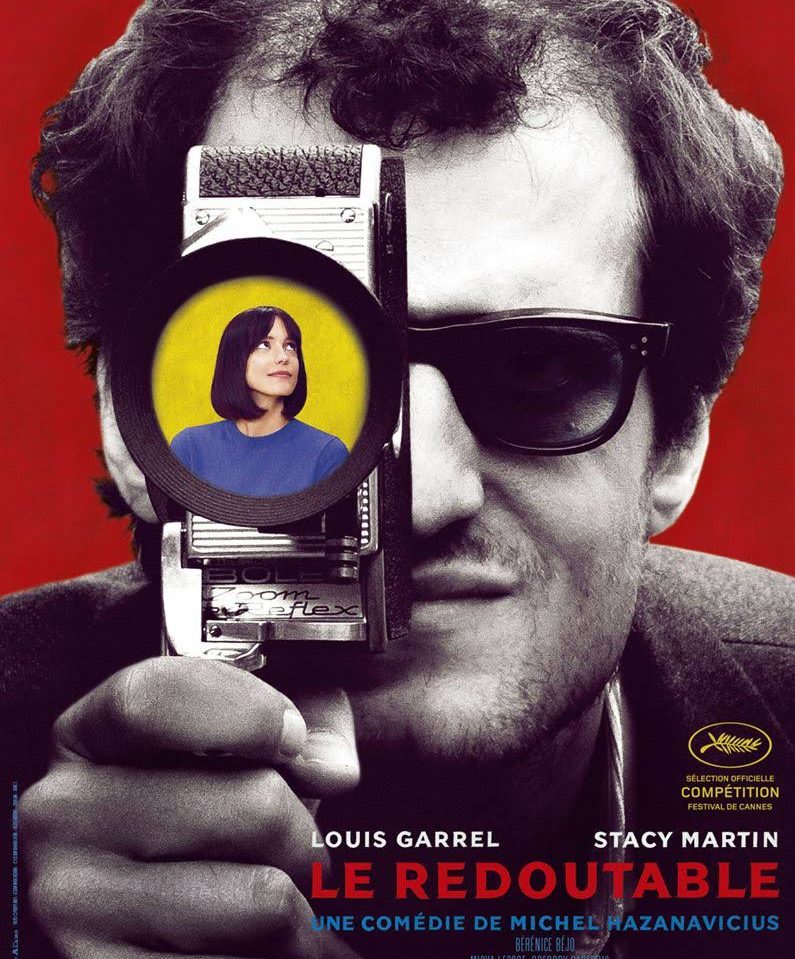 BOLE
Zoom
Reflex
SÉLECTION OFFICIELLE
COMPÉTITION
FESTIVAL DE CANNES
LOUIS GARREL STACY MARTIN
LE REDOUTABLE
UNE COMÉDIE DE MICHEL HAZANAVICIUS
BÉRÉNICE BÉJO